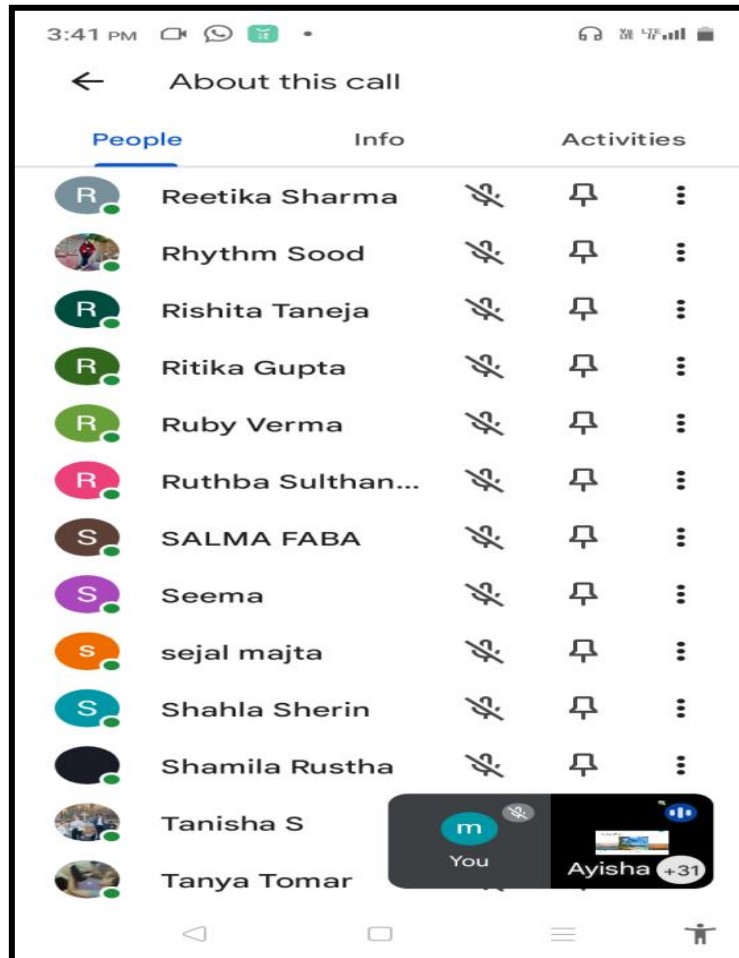 3:41 PM
About this call
People Info Activities
R Reetika Sharma
Rhythm Sood
R Rishita Taneja
R Ritika Gupta
R Ruby Verma
R Ruthba Sulthan...
S SALMA FABA
S Seema
s sejal majta
S Shahla Sherin
Shamila Rustha
Tanisha S
m
You
Ayisha +31
Tanya Tomar